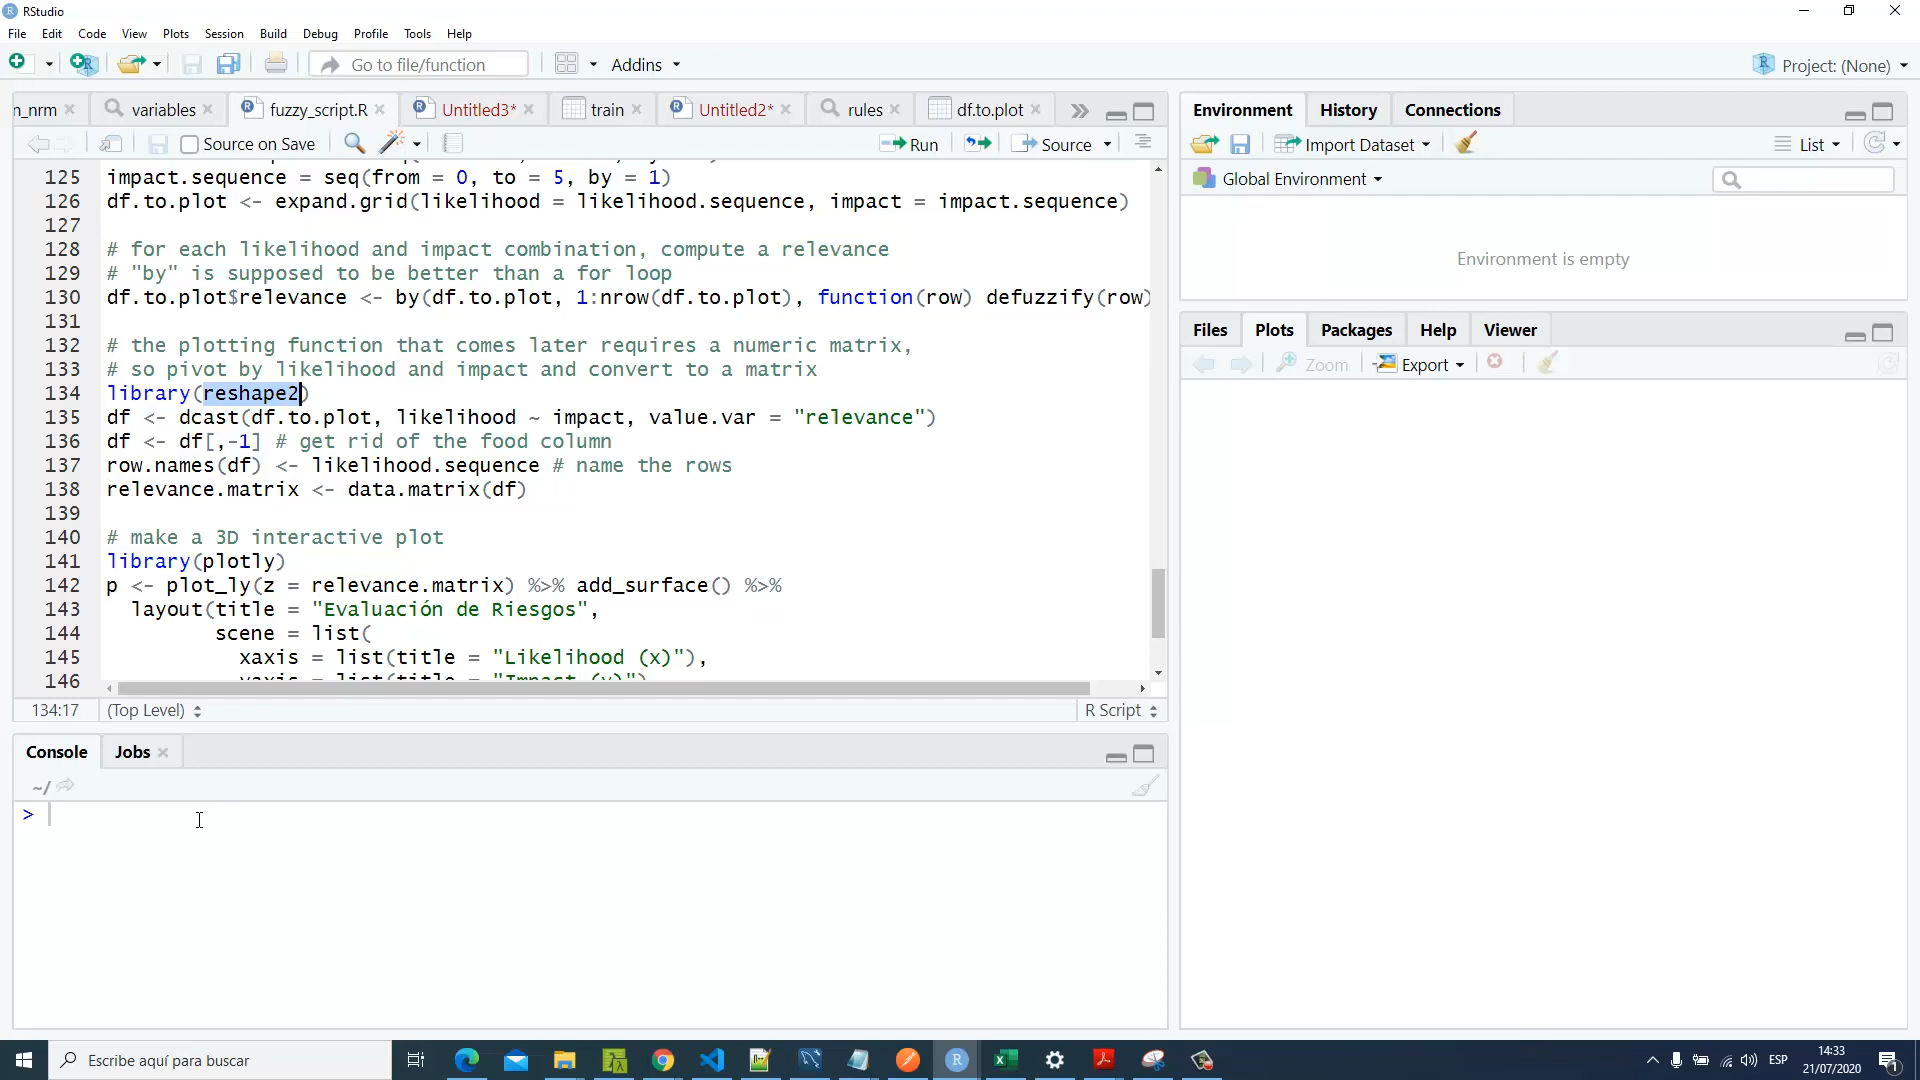 RStudio
File Edit Code View Plots Session Build Debug Profile Tools Help
Go to file/function Addins Project: (None)
n_nrm variables fuzzy_script.R Untitled3* train Untitled2* rules df.to.plot
Source on Save Run Source
125 impact.sequence = seq(from = 0, to = 5, by = 1)
126 df.to.plot <- expand.grid(likelihood = likelihood.sequence, impact = impact.sequence)
127
128 # for each likelihood and impact combination, compute a relevance
129 # "by" is supposed to be better than a for loop
130 df.to.plot$relevance <- by(df.to.plot, 1:nrow(df.to.plot), function(row) defuzzify(row)
131
132 # the plotting function that comes later requires a numeric matrix,
133 # so pivot by likelihood and impact and convert to a matrix
134 library(reshape2)
135 df <- dcast(df.to.plot, likelihood ~ impact, value.var = "relevance")
136 df <- df[,-1] # get rid of the food column
137 row.names(df) <- likelihood.sequence # name the rows
138 relevance.matrix <- data.matrix(df)
139
140 # make a 3D interactive plot
141 library(plotly)
142 p <- plot_ly(z = relevance.matrix) %>% add_surface() %>%
143 layout(title = "Evaluación de Riesgos",
144 scene = list(
145 xaxis = list(title = "Likelihood (x)"),
146 yaxis = list(title = "Impact (y)")
134:17 (Top Level) R Script
Console Jobs
~/
>
Environment History Connections
Import Dataset List
Global Environment
Environment is empty
Files Plots Packages Help Viewer
Zoom Export
Escribe aquí para buscar
ESP
14:33
21/07/2020
1